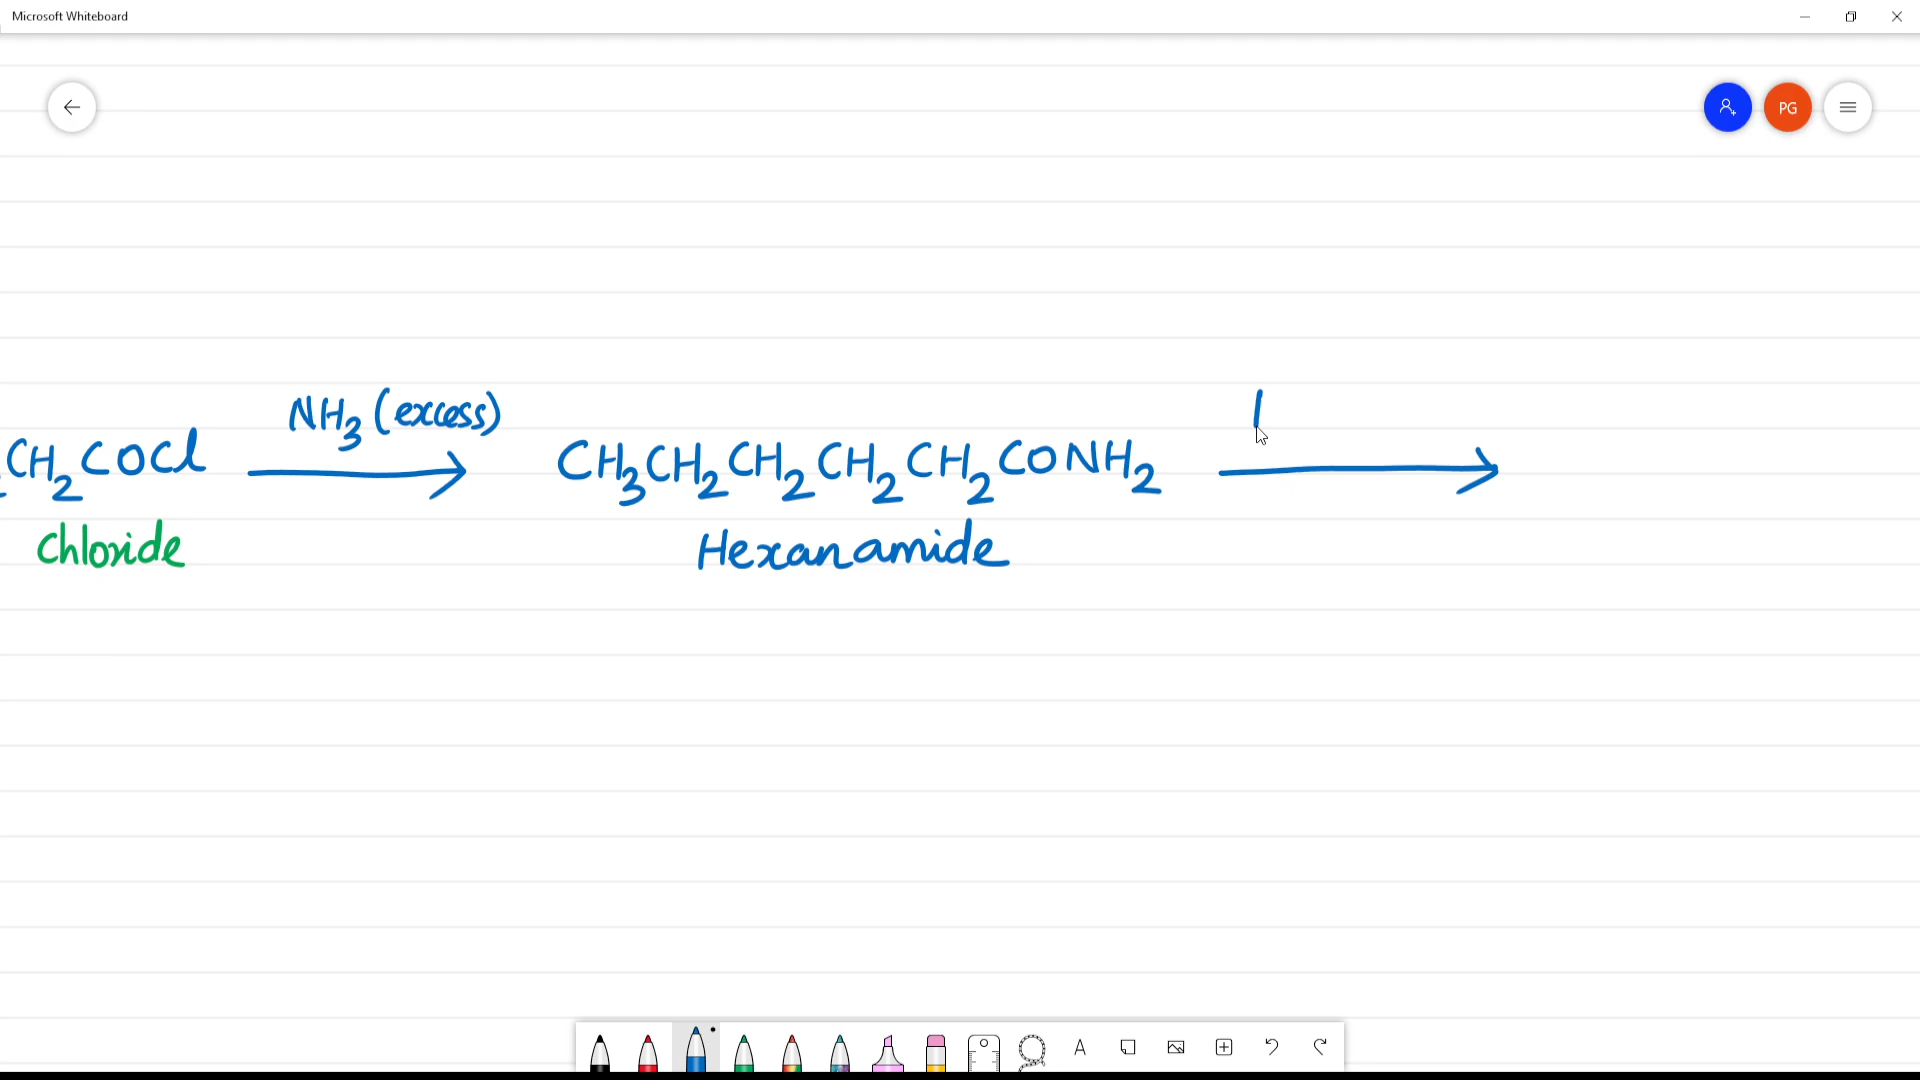 Microsoft Whiteboard
PG
NH3 (excess)
CH2COCl → CH3CH2CH2CH2CH2CONH2 →
Chloride Hexanamide
A